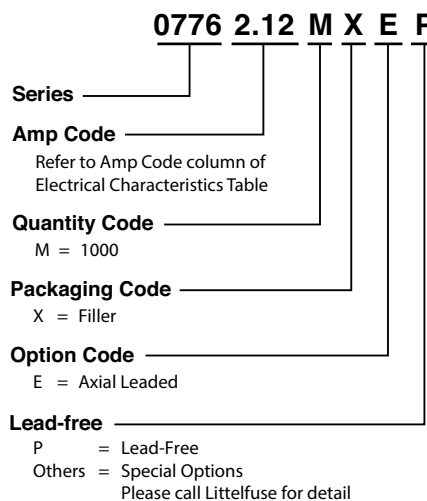 0776 2.12 M X E P
Series
Amp Code
Refer to Amp Code column of
Electrical Characteristics Table
Quantity Code
M = 1000
Packaging Code
X = Filler
Option Code
E = Axial Leaded
Lead-free
P = Lead-Free
Others = Special Options
Please call Littelfuse for detail